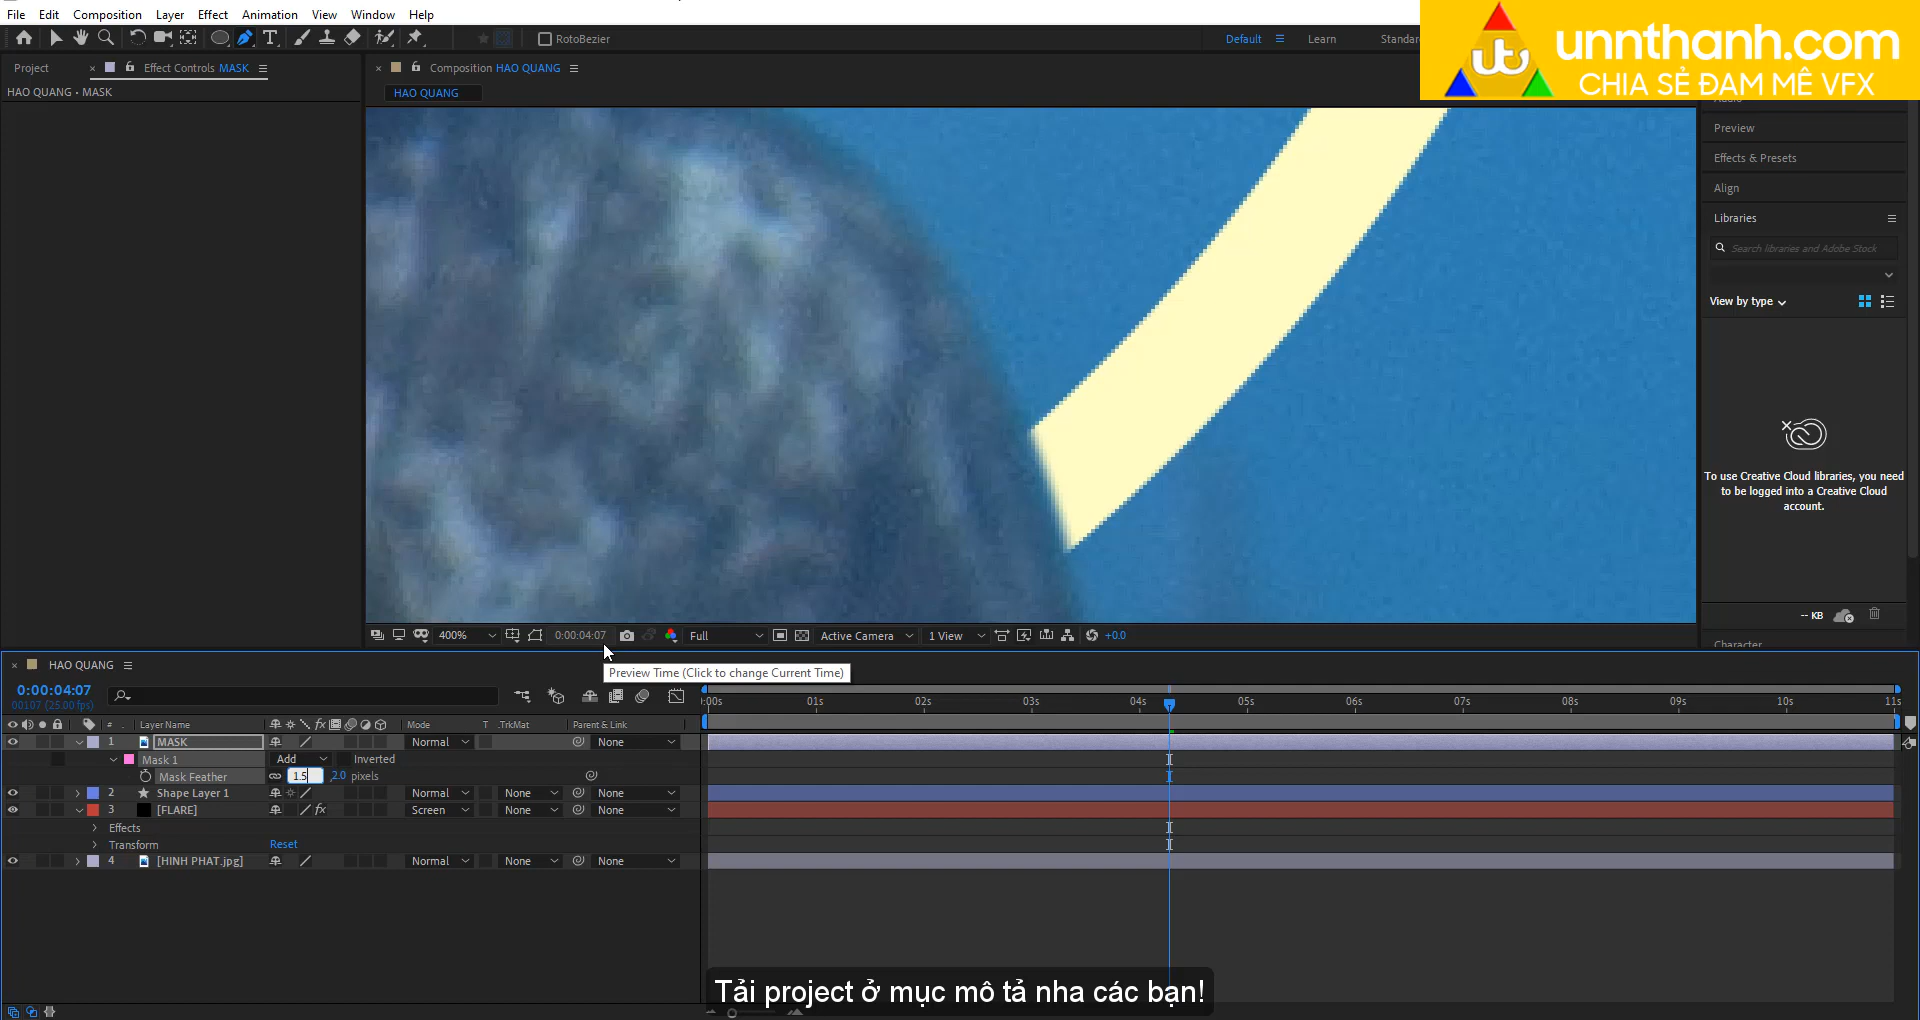 File Edit Composition Layer Effect Animation View Window Help
RotoBezier
Default Learn Standar
unnthanh.com
CHIA SẺ ĐAM MÊ VFX
Project Effect Controls MASK
HAO QUANG • MASK
Composition HAO QUANG
HAO QUANG
Audio
Preview
Effects & Presets
Align
Libraries
Search libraries and Adobe Stock
View by type
To use Creative Cloud libraries, you need
to be logged into a Creative Cloud
account.
-- KB
Character
400% 0:00:04:07 Full Active Camera 1 View +0.0
Preview Time (Click to change Current Time)
HAO QUANG
0:00:04:07
00107 (25.00 fps)
:00s 01s 02s 03s 04s 05s 06s 07s 08s 09s 10s 11s
# Layer Name Mode T .TrkMat Parent & Link
1 MASK Normal None
Mask 1 Add Inverted
Mask Feather 1.5 ,2.0 pixels
2 Shape Layer 1 Normal None None
3 [FLARE] Screen None None
Effects
Transform Reset
4 [HINH PHAT.jpg] Normal None None
Tải project ở mục mô tả nha các bạn!